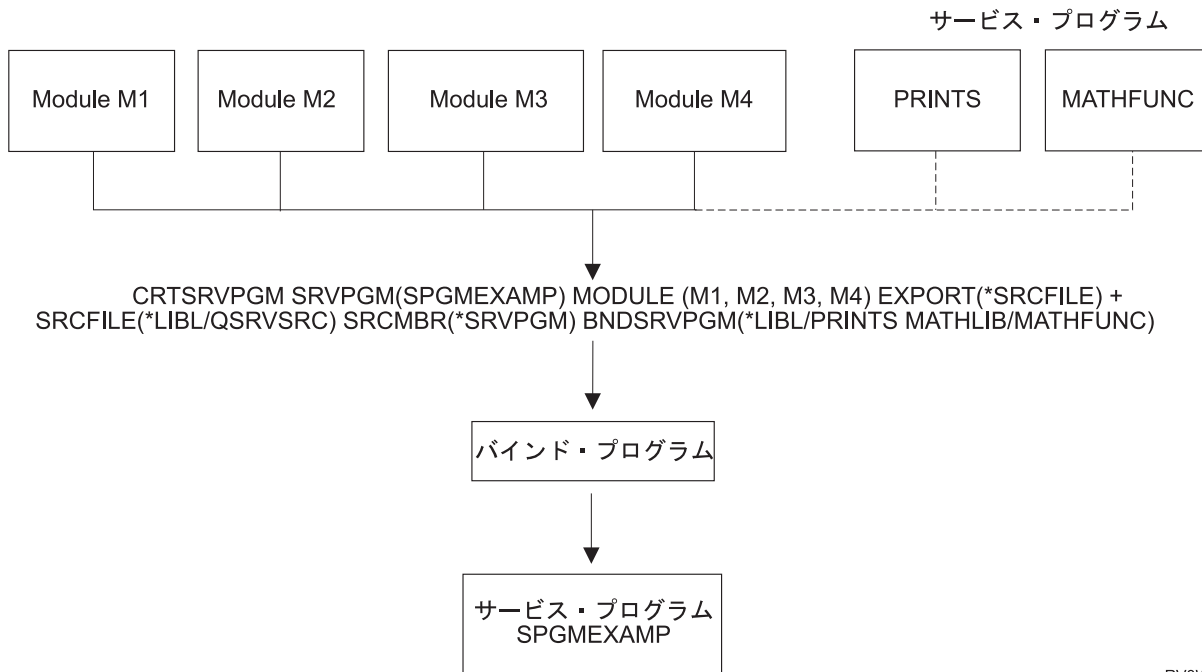 サービス・プログラム
Module M1
Module M2
Module M3
Module M4
PRINTS
MATHFUNC
CRTSRVPGM SRVPGM(SPGMEXAMP) MODULE (M1, M2, M3, M4) EXPORT(*SRCFILE) +
SRCFILE(*LIBL/QSRVSRC) SRCMBR(*SRVPGM) BNDSRVPGM(*LIBL/PRINTS MATHLIB/MATHFUNC)
バインド・プログラム
サービス・プログラム
SPGMEXAMP